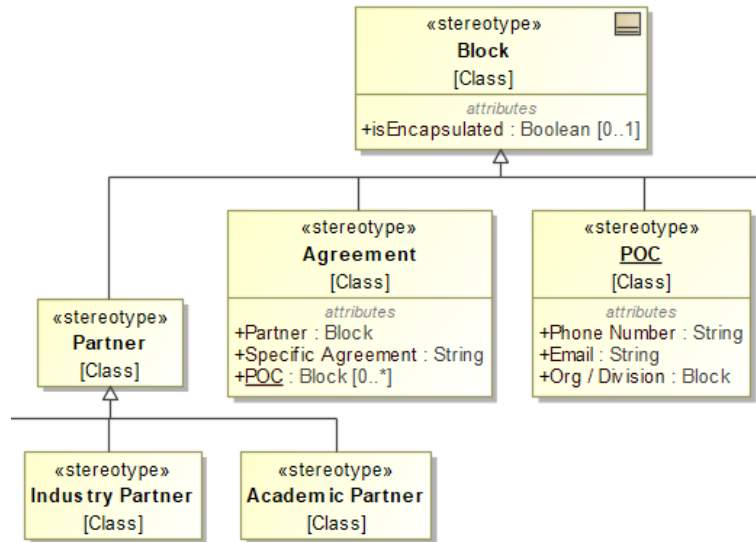 «stereotype»
Block
[Class]
attributes
+isEncapsulated : Boolean [0..1]
«stereotype»
Agreement
[Class]
attributes
+Partner : Block
+Specific Agreement : String
+POC : Block [0..*]
«stereotype»
POC
[Class]
attributes
+Phone Number : String
+Email : String
+Org / Division : Block
«stereotype»
Partner
[Class]
«stereotype»
Industry Partner
[Class]
«stereotype»
Academic Partner
[Class]